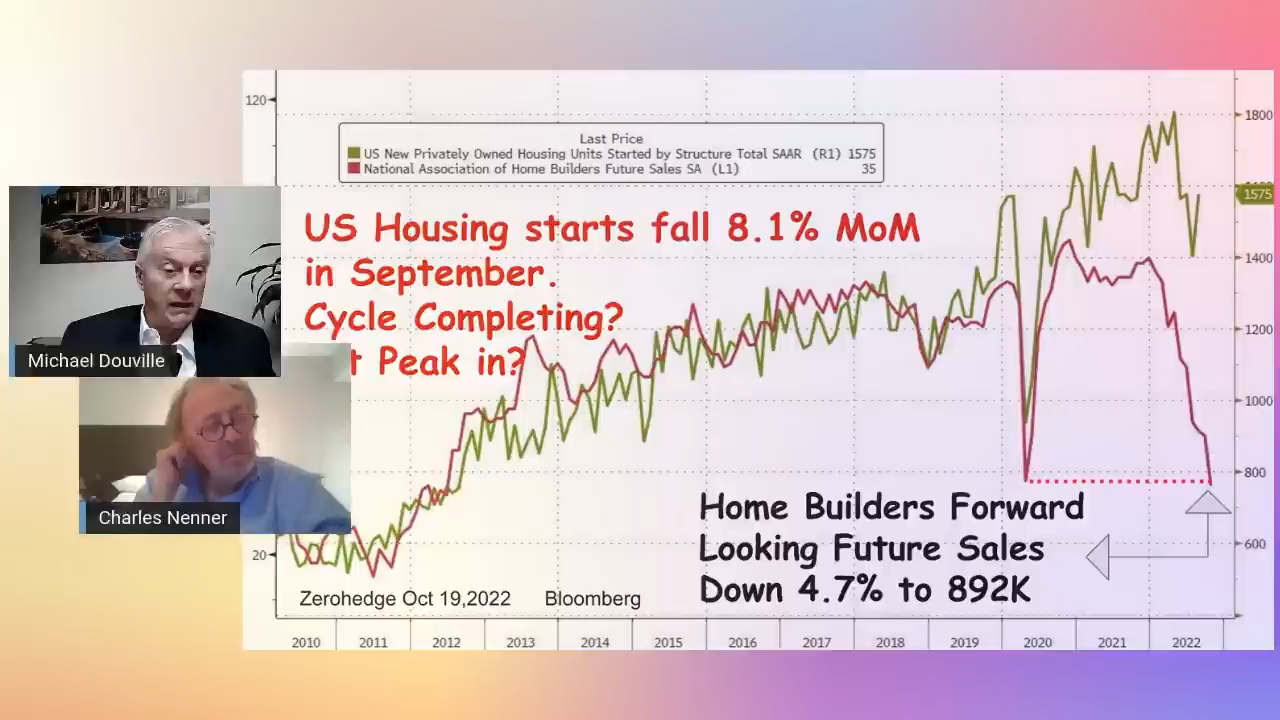 120
Last Price
US New Privately Owned Housing Units Started by Structure Total SAAR (R1) 1575
National Association of Home Builders Future Sales SA (L1) 35
1800
1575
1400
1200
1000
800
600
US Housing starts fall 8.1% MoM
in September.
Cycle Completing?
t Peak in?
Michael Douville
Charles Nenner
20
Home Builders Forward
Looking Future Sales
Down 4.7% to 892K
Zerohedge Oct 19,2022 Bloomberg
2010 2011 2012 2013 2014 2015 2016 2017 2018 2019 2020 2021 2022